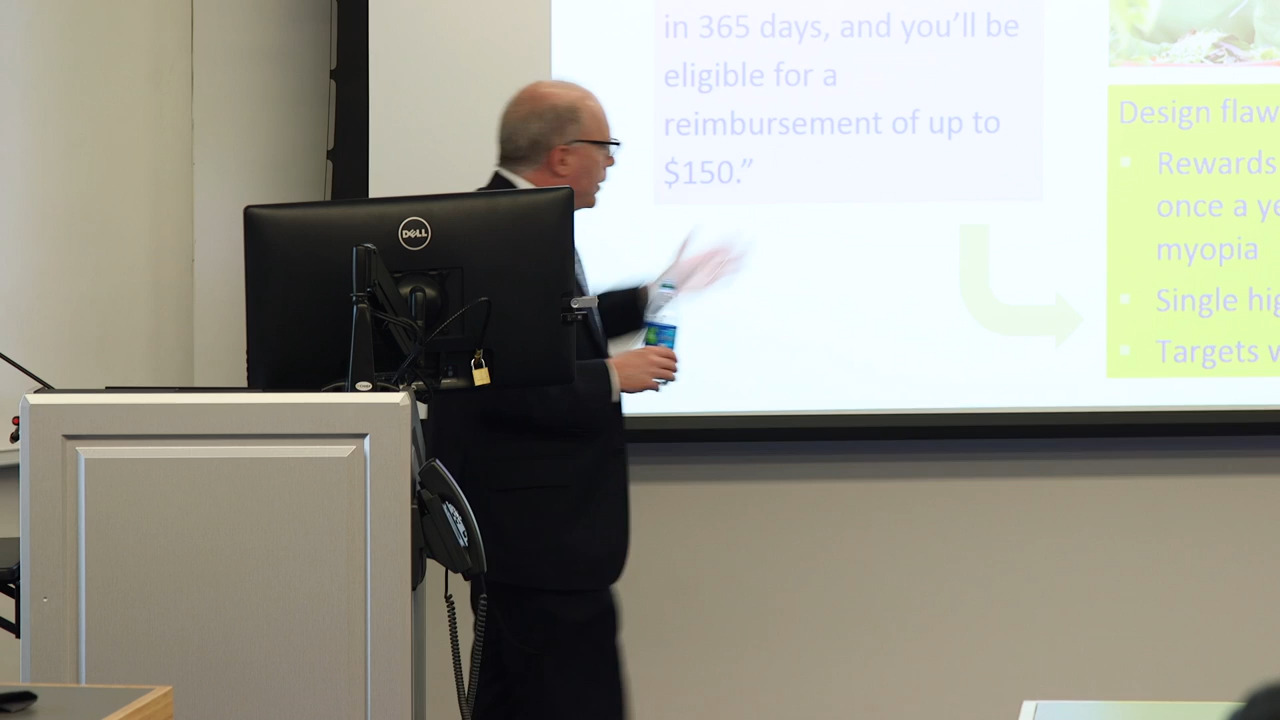 in 365 days, and you'll be
eligible for a
reimbursement of up to
$150."
Design flaw
Rewards
once a ye
myopia
Single hig
Targets w
DELL